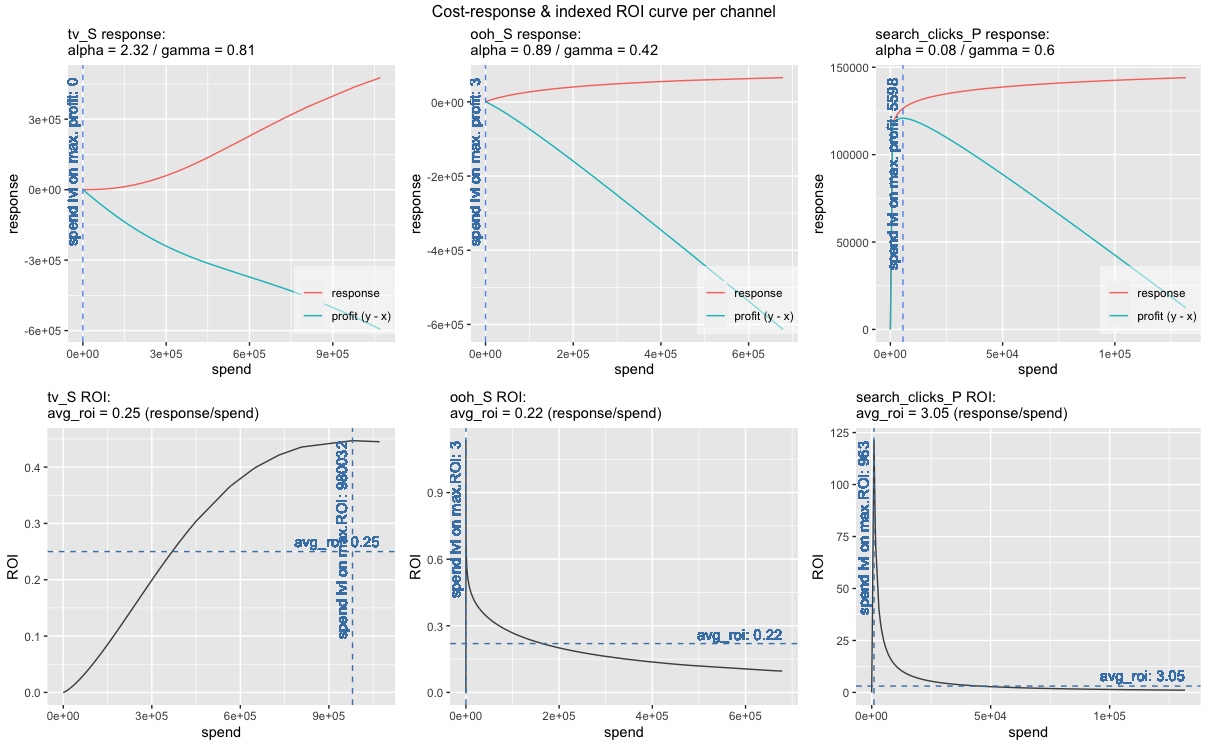 Cost-response & indexed ROI curve per channel
tv_S response:
alpha = 2.32 / gamma = 0.81
response
3e+05
0e+00
-3e+05
-6e+05
spend lvl on max. profit: 0
response
profit (y - x)
0e+00 3e+05 6e+05 9e+05
spend
ooh_S response:
alpha = 0.89 / gamma = 0.42
response
0e+00
-2e+05
-4e+05
-6e+05
spend lvl on max. profit: 3
response
profit (y - x)
0e+00 2e+05 4e+05 6e+05
spend
search_clicks_P response:
alpha = 0.08 / gamma = 0.6
response
150000
100000
50000
0
spend lvl on max. profit: 5598
response
profit (y - x)
0e+00 5e+04 1e+05
spend
tv_S ROI:
avg_roi = 0.25 (response/spend)
ROI
0.4
0.3
0.2
0.1
0.0
spend lvl on max.ROI: 980032
avg_roi: 0.25
0e+00 3e+05 6e+05 9e+05
spend
ooh_S ROI:
avg_roi = 0.22 (response/spend)
ROI
0.9
0.6
0.3
0.0
spend lvl on max.ROI: 3
avg_roi: 0.22
0e+00 2e+05 4e+05 6e+05
spend
search_clicks_P ROI:
avg_roi = 3.05 (response/spend)
ROI
125
100
75
50
25
0
spend lvl on max.ROI: 963
avg_roi: 3.05
0e+00 5e+04 1e+05
spend